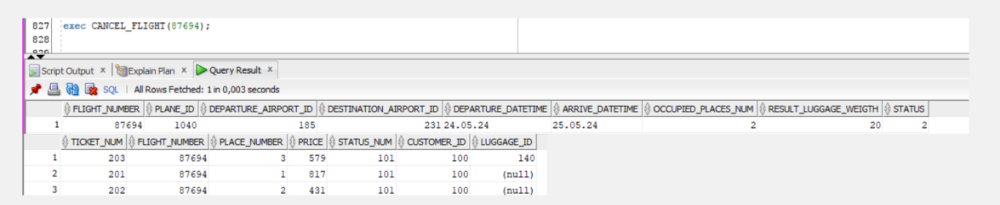 827 exec CANCEL_FLIGHT(87694);
828
Script Output × Explain Plan × Query Result ×
SQL | All Rows Fetched: 1 in 0,003 seconds
FLIGHT_NUMBER PLANE_ID DEPARTURE_AIRPORT_ID DESTINATION_AIRPORT_ID DEPARTURE_DATETIME ARRIVE_DATETIME OCCUPIED_PLACES_NUM RESULT_LUGGAGE_WEIGTH STATUS
1 87694 1040 185 231 24.05.24 25.05.24 2 20 2
TICKET_NUM FLIGHT_NUMBER PLACE_NUMBER PRICE STATUS_NUM CUSTOMER_ID LUGGAGE_ID
1 203 87694 3 579 101 100 140
2 201 87694 1 817 101 100 (null)
3 202 87694 2 431 101 100 (null)